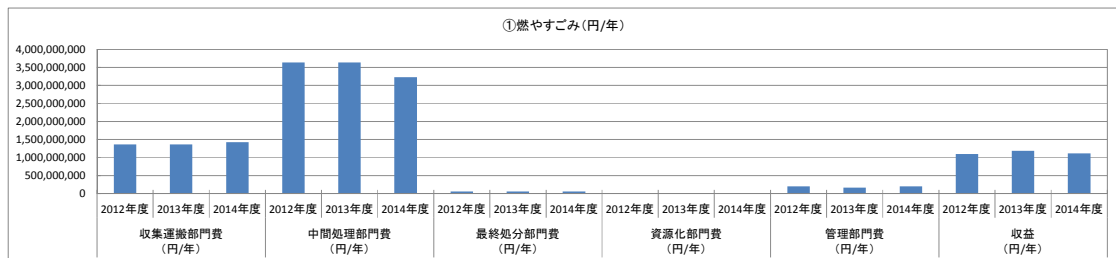 ①燃やすごみ(円/年)
4,000,000,000
3,500,000,000
3,000,000,000
2,500,000,000
2,000,000,000
1,500,000,000
1,000,000,000
500,000,000
0
2012年度 2013年度 2014年度 2012年度 2013年度 2014年度 2012年度 2013年度 2014年度 2012年度 2013年度 2014年度 2012年度 2013年度 2014年度 2012年度 2013年度 2014年度
収集運搬部門費 中間処理部門費 最終処分部門費 資源化部門費 管理部門費 収益
(円/年) (円/年) (円/年) (円/年) (円/年) (円/年)